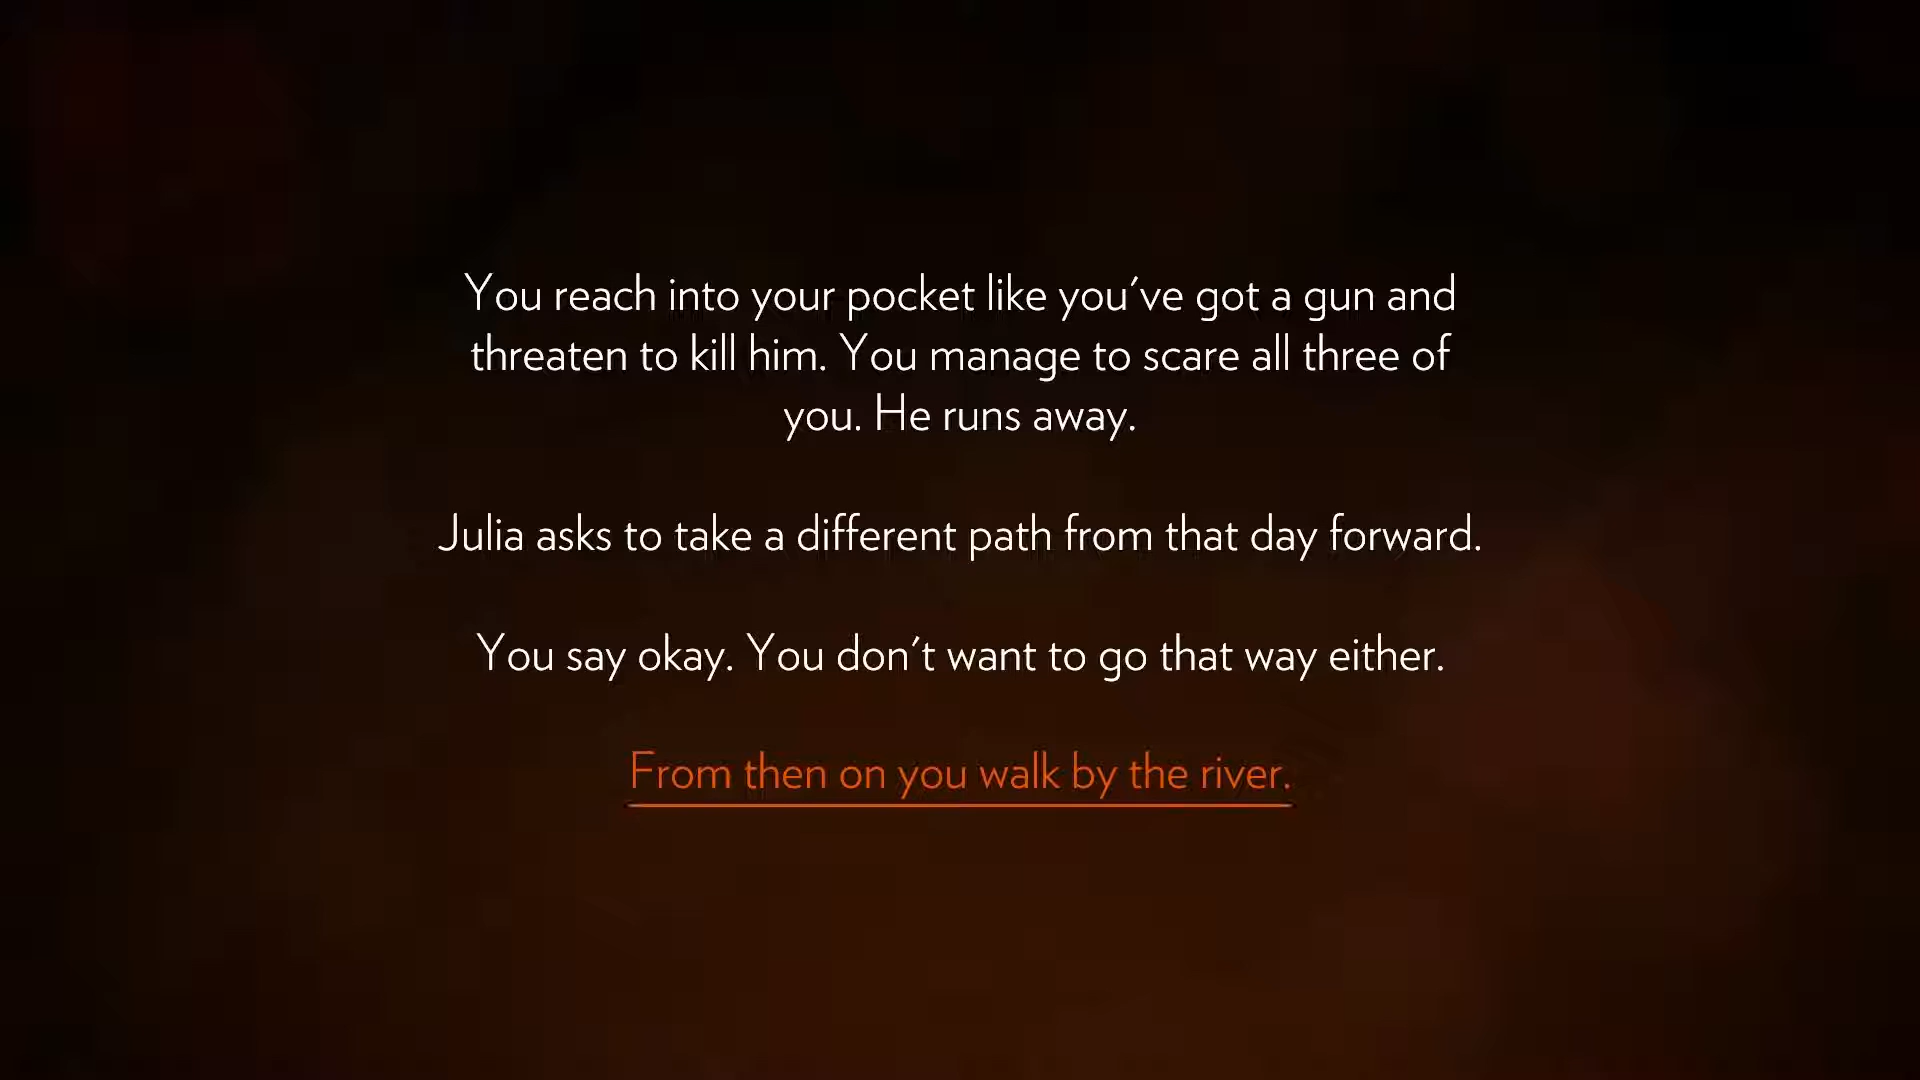 You reach into your pocket like you've got a gun and
threaten to kill him. You manage to scare all three of
you. He runs away.
Julia asks to take a different path from that day forward.
You say okay. You don't want to go that way either.
From then on you walk by the river.